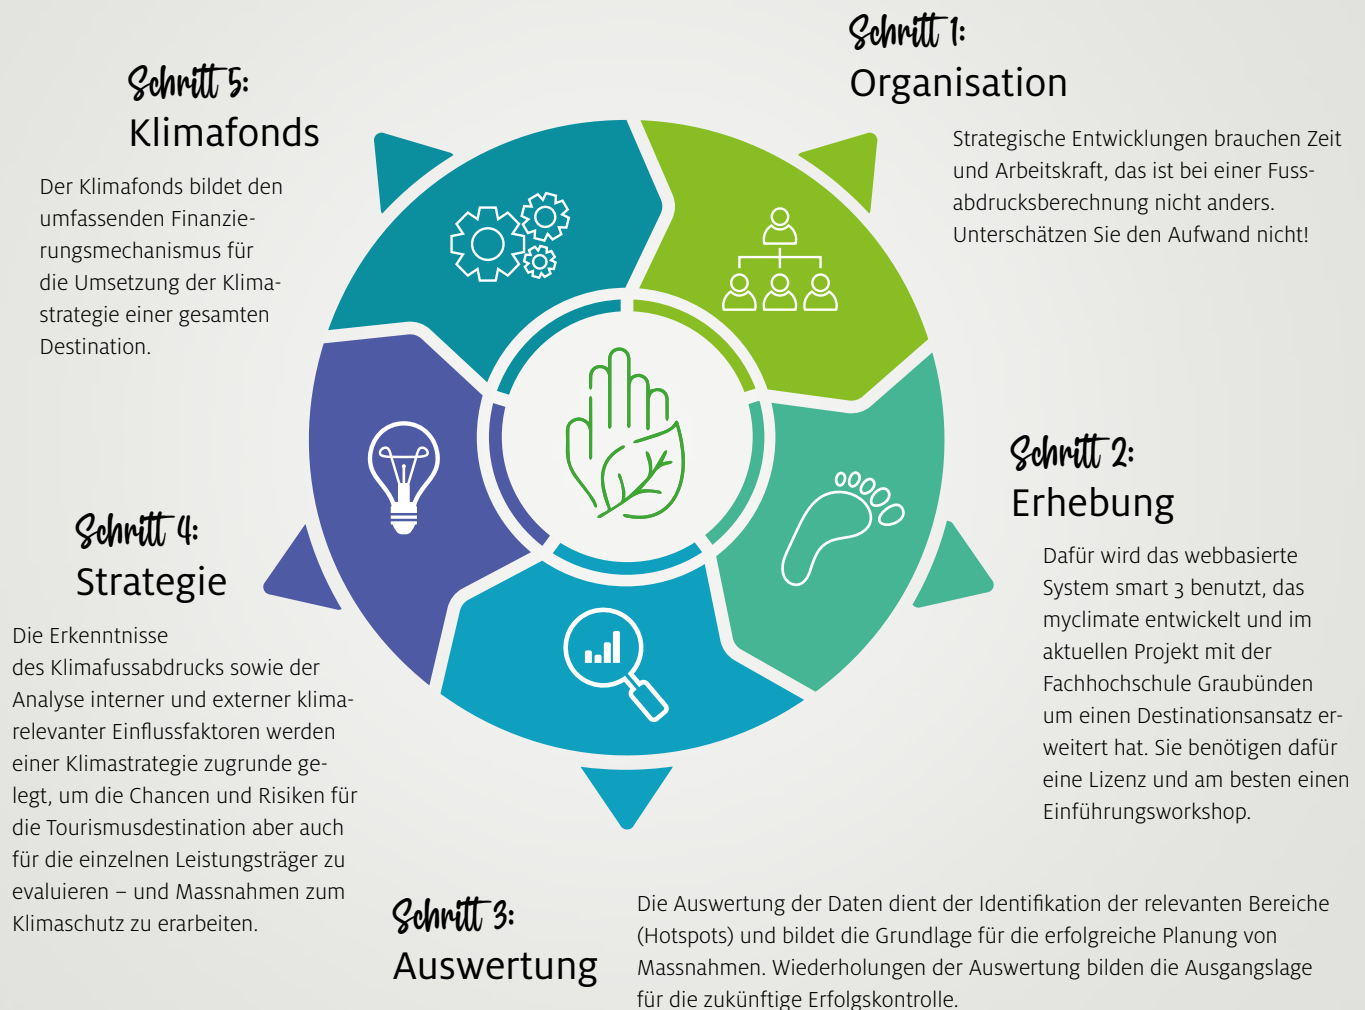 Schritt 1:
Organisation
Strategische Entwicklungen brauchen Zeit
und Arbeitskraft, das ist bei einer Fuss-
abdrucksberechnung nicht anders.
Unterschätzen Sie den Aufwand nicht!
Schritt 2:
Erhebung
Dafür wird das webbasierte
System smart 3 benutzt, das
myclimate entwickelt und im
aktuellen Projekt mit der
Fachhochschule Graubünden
um einen Destinationsansatz er-
weitert hat. Sie benötigen dafür
eine Lizenz und am besten einen
Einführungsworkshop.
Schritt 3:
Auswertung
Die Auswertung der Daten dient der Identifikation der relevanten Bereiche
(Hotspots) und bildet die Grundlage für die erfolgreiche Planung von
Massnahmen. Wiederholungen der Auswertung bilden die Ausgangslage
für die zukünftige Erfolgskontrolle.
Schritt 4:
Strategie
Die Erkenntnisse
des Klimafussabdrucks sowie der
Analyse interner und externer klima-
relevanter Einflussfaktoren werden
einer Klimastrategie zugrunde ge-
legt, um die Chancen und Risiken für
die Tourismusdestination aber auch
für die einzelnen Leistungsträger zu
evaluieren – und Massnahmen zum
Klimaschutz zu erarbeiten.
Schritt 5:
Klimafonds
Der Klimafonds bildet den
umfassenden Finanzie-
rungsmechanismus für
die Umsetzung der Klima-
strategie einer gesamten
Destination.